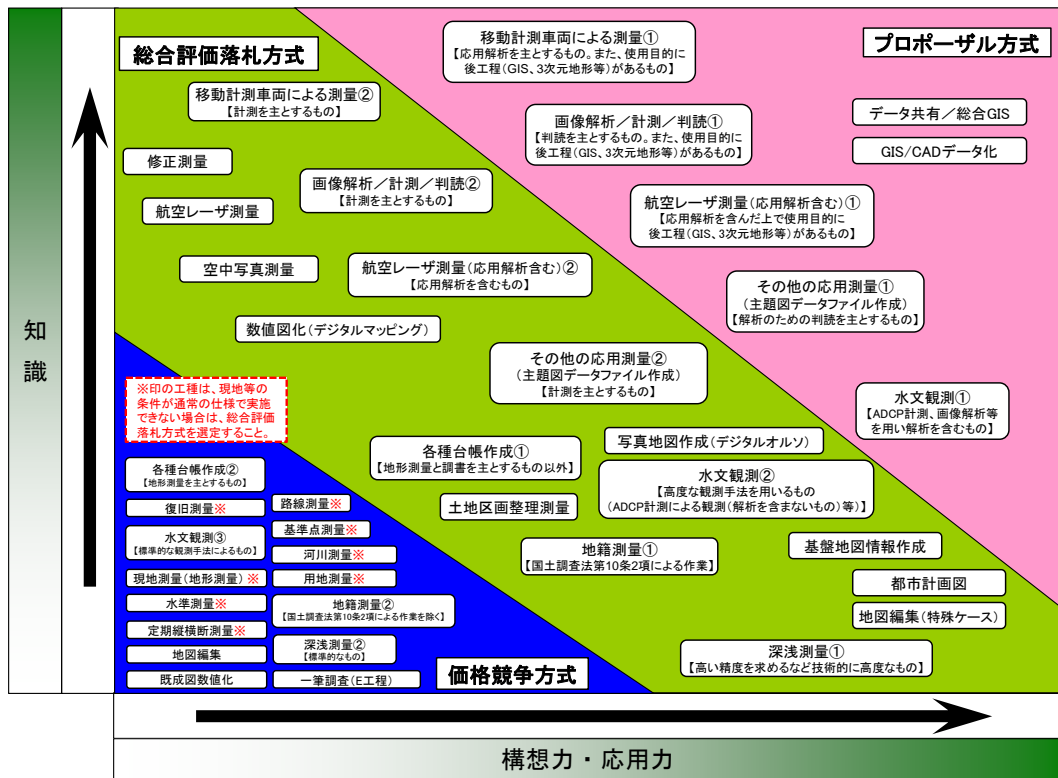 総合評価落札方式
プロポーザル方式
移動計測車両による測量①
【応用解析を主とするもの。また、使用目的に
後工程(GIS、3次元地形等)があるもの】
移動計測車両による測量②
【計測を主とするもの】
データ共有／総合GIS
画像解析／計測／判読①
【判読を主とするもの。また、使用目的に
後工程(GIS、3次元地形等)があるもの】
GIS/CADデータ化
修正測量
画像解析／計測／判読②
【計測を主とするもの】
航空レーザ測量(応用解析含む)①
【応用解析を含んだ上で使用目的に
後工程(GIS、3次元地形等)があるもの】
航空レーザ測量
空中写真測量
航空レーザ測量(応用解析含む)②
【応用解析を含むもの】
その他の応用測量①
(主題図データファイル作成)
【解析のための判読を主とするもの】
数値図化(デジタルマッピング)
その他の応用測量②
(主題図データファイル作成)
【計測を主とするもの】
知
識
※印の工種は、現地等の
条件が通常の仕様で実施
できない場合は、総合評価
落札方式を選定すること。
水文観測①
【ADCP計測、画像解析等
を用い解析を含むもの】
各種台帳作成①
【地形測量と調書を主とするもの以外】
写真地図作成(デジタルオルソ)
水文観測②
【高度な観測手法を用いるもの
(ADCP計測による観測(解析を含まないもの)等)】
土地区画整理測量
地籍測量①
【国土調査法第10条2項による作業】
基盤地図情報作成
都市計画図
地図編集(特殊ケース)
深浅測量①
【高い精度を求めるなど技術的に高度なもの】
各種台帳作成②
【地形測量を主とするもの】
復旧測量※
水文観測③
【標準的な観測手法によるもの】
現地測量(地形測量)※
水準測量※
定期縦横断測量※
地図編集
既成図数値化
路線測量※
基準点測量※
河川測量※
用地測量※
地籍測量②
【国土調査法第10条2項による作業を除く】
深浅測量②
【標準的なもの】
一筆調査(E工程)
価格競争方式
構想力・応用力